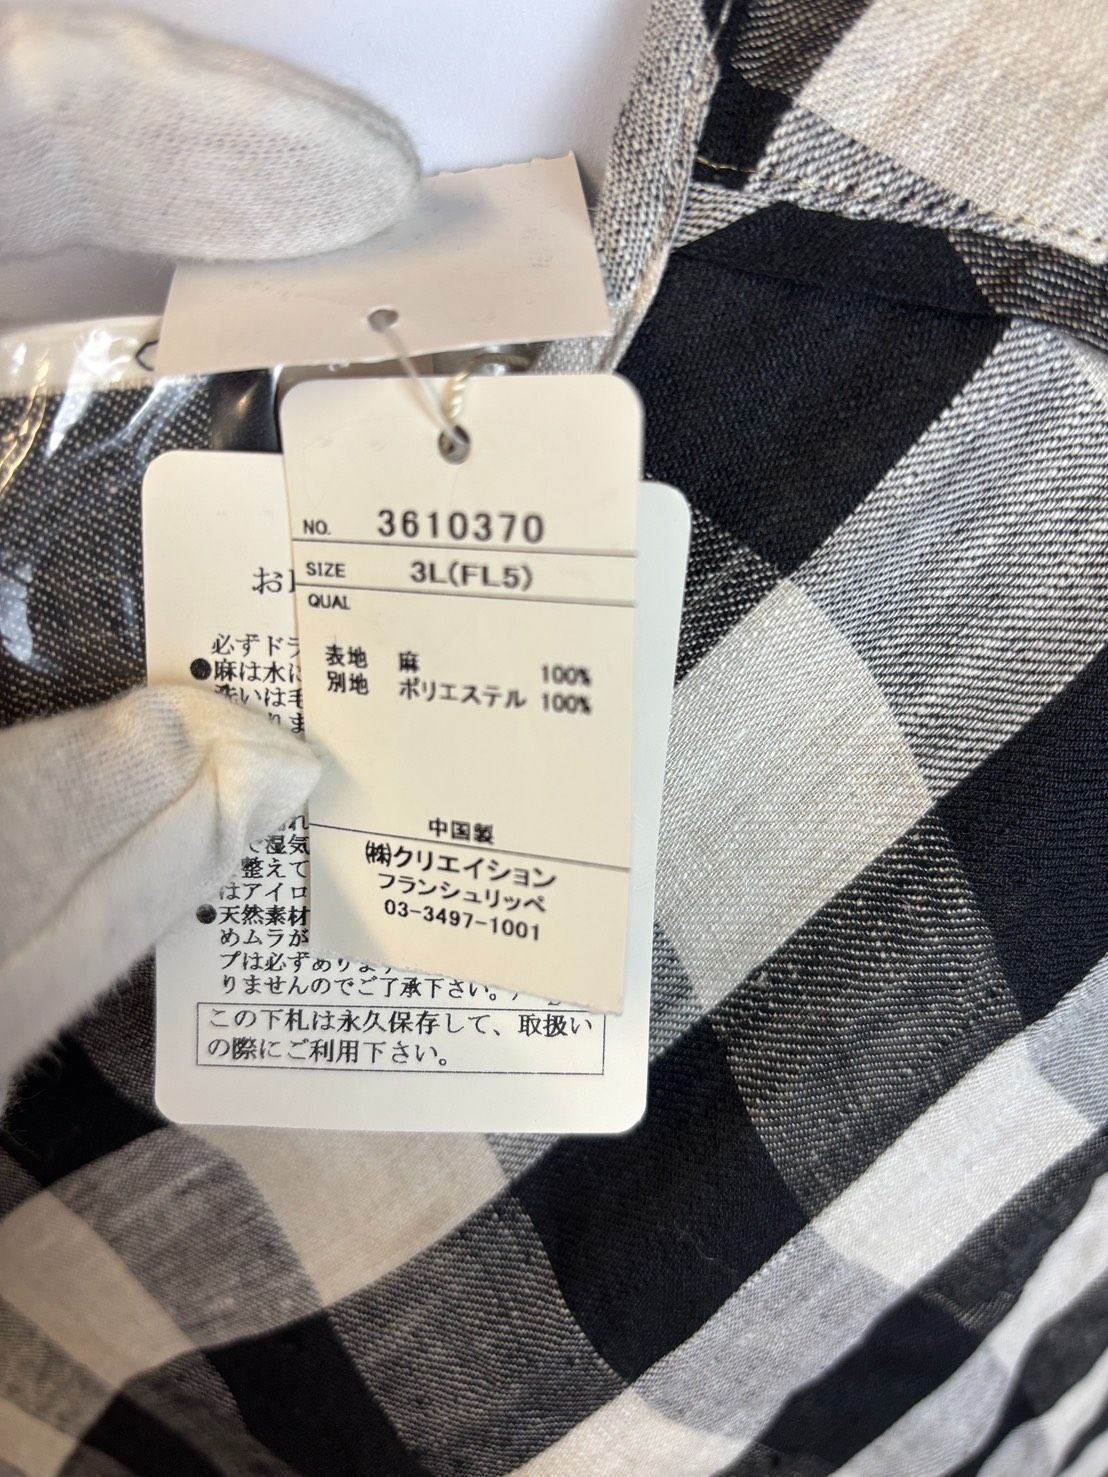 NO. 3610370
SIZE 3L(FL5)
QUAL
表地 麻 100%
別地 ポリエステル 100%
中国製
㈱クリエイション
フランシュリッペ
03-3497-1001
必ずドラ
●麻は水に
洗いは毛
りま
れ
で湿気
整えて
はアイロ
●天然素材
めムラが
プは必ずあります
りませんのでご了承下さい。
この下札は永久保存して、取扱い
の際にご利用下さい。